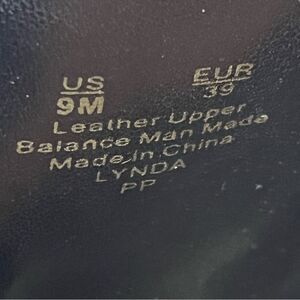 US EUR
9M 39
Leather Upper
Balance Man Made
Made in China
LYNDA
PP